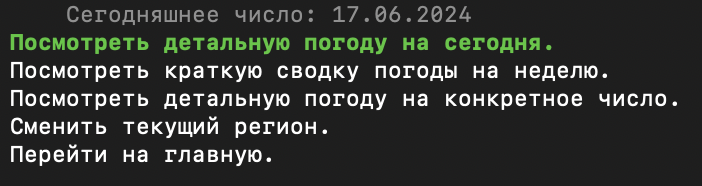 Сегодняшнее число: 17.06.2024
Посмотреть детальную погоду на сегодня.
Посмотреть краткую сводку погоды на неделю.
Посмотреть детальную погоду на конкретное число.
Сменить текущий регион.
Перейти на главную.